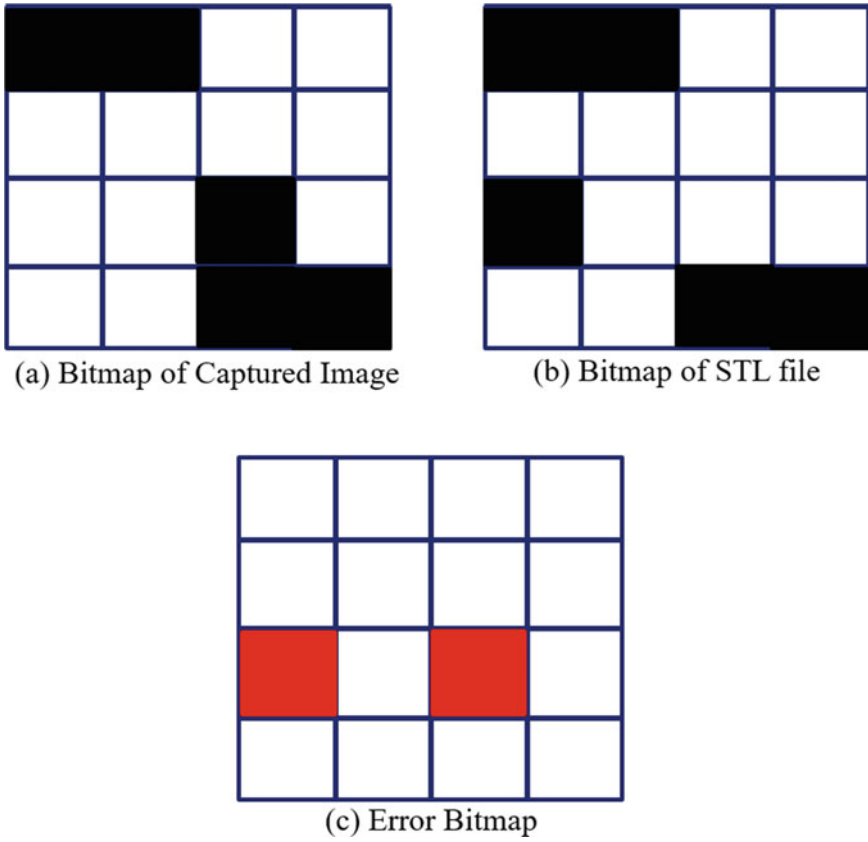 (a) Bitmap of Captured Image
(b) Bitmap of STL file
(c) Error Bitmap